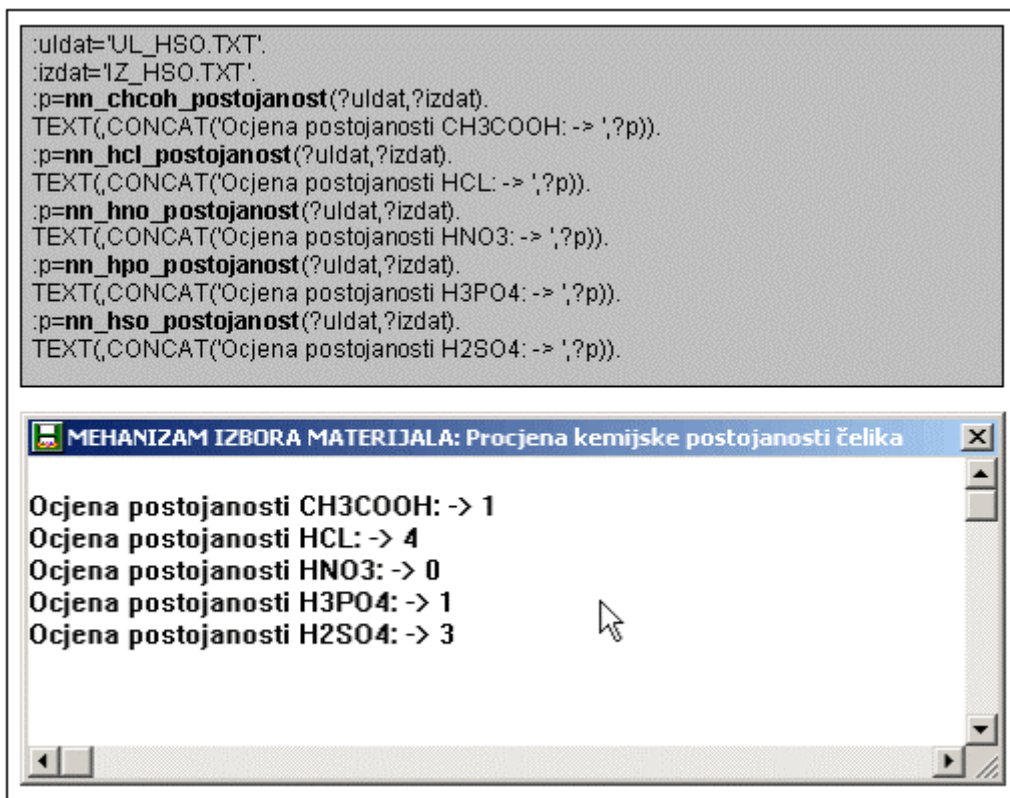 :uldat='UL_HSO.TXT'.
:izdat='IZ_HSO.TXT'.
:p=nn_chcoh_postojanost(?uldat,?izdat).
TEXT(,CONCAT('Ocjena postojanosti CH3COOH: -> ',?p)).
:p=nn_hcl_postojanost(?uldat,?izdat).
TEXT(,CONCAT('Ocjena postojanosti HCL: -> ',?p)).
:p=nn_hno_postojanost(?uldat,?izdat).
TEXT(,CONCAT('Ocjena postojanosti HNO3: -> ',?p)).
:p=nn_hpo_postojanost(?uldat,?izdat).
TEXT(,CONCAT('Ocjena postojanosti H3PO4: -> ',?p)).
:p=nn_hso_postojanost(?uldat,?izdat).
TEXT(,CONCAT('Ocjena postojanosti H2SO4: -> ',?p)).
MEHANIZAM IZBORA MATERIJALA: Procjena kemijske postojanosti čelika
Ocjena postojanosti CH3COOH: -> 1
Ocjena postojanosti HCL: -> 4
Ocjena postojanosti HNO3: -> 0
Ocjena postojanosti H3PO4: -> 1
Ocjena postojanosti H2SO4: -> 3